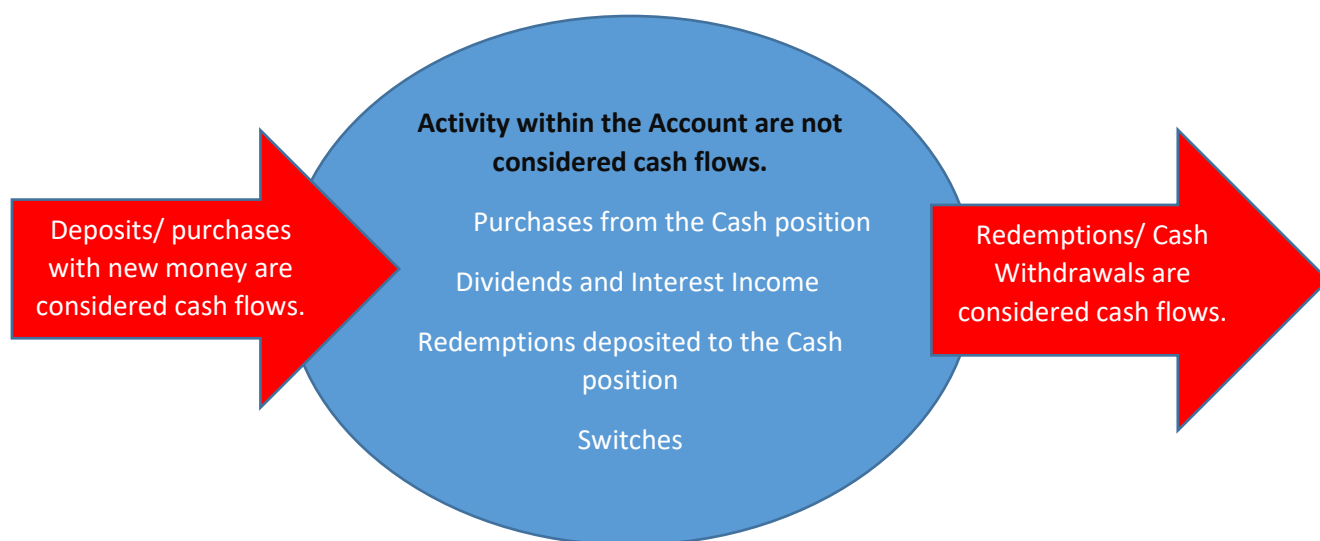 Deposits/ purchases
with new money are
considered cash flows.
Activity within the Account are not
considered cash flows.
Purchases from the Cash position
Dividends and Interest Income
Redemptions deposited to the Cash
position
Switches
Redemptions/ Cash
Withdrawals are
considered cash flows.